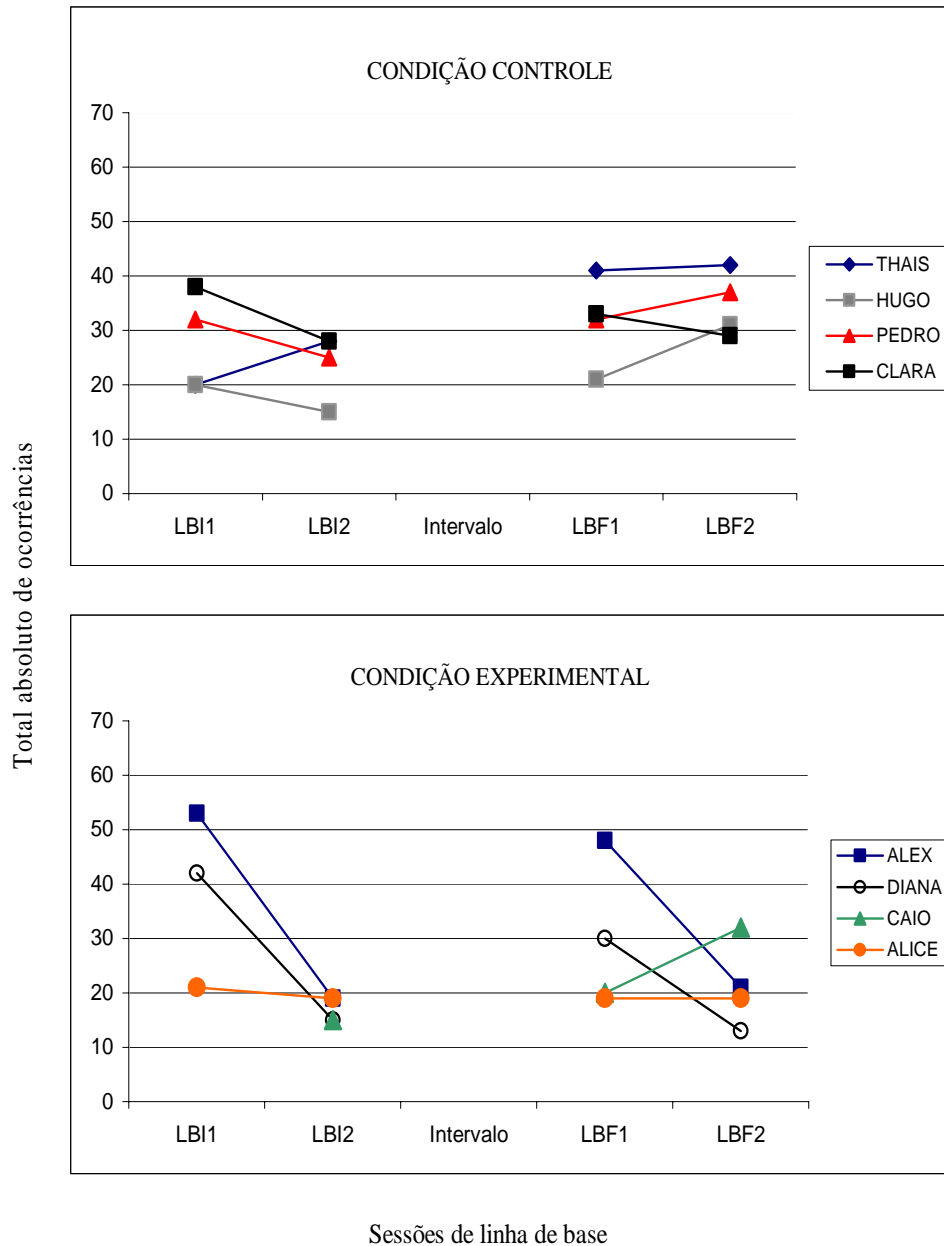 CONDIÇÃO CONTROLE
70
60
50
40
30
20
10
0
LBI1 LBI2 Intervalo LBF1 LBF2
THAIS
HUGO
PEDRO
CLARA
Total absoluto de ocorrências
CONDIÇÃO EXPERIMENTAL
70
60
50
40
30
20
10
0
LBI1 LBI2 Intervalo LBF1 LBF2
ALEX
DIANA
CAIO
ALICE
Sessões de linha de base